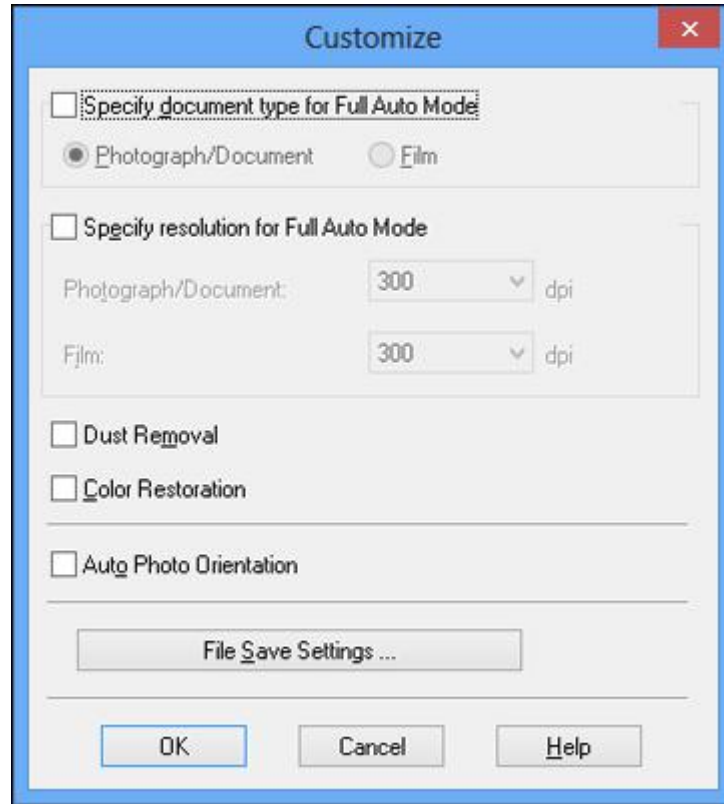 Customize
Specify document type for Full Auto Mode
Photograph/Document Film
Specify resolution for Full Auto Mode
Photograph/Document: 300 dpi
Film: 300 dpi
Dust Removal
Color Restoration
Auto Photo Orientation
File Save Settings ...
OK Cancel Help